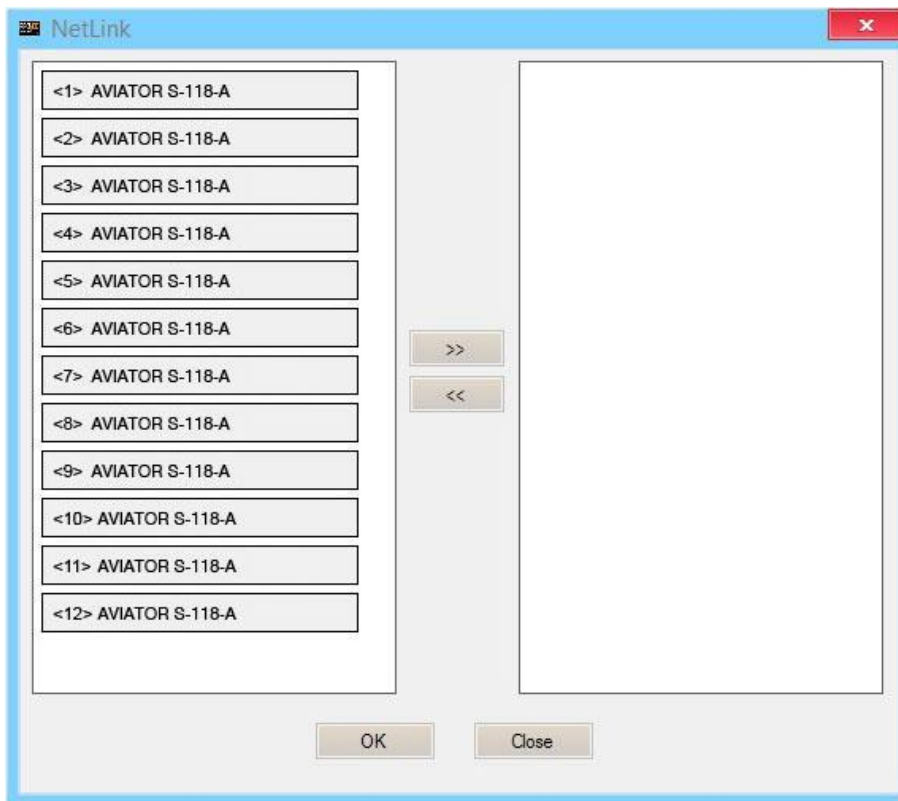 NetLink
<1> AVIATOR S-118-A
<2> AVIATOR S-118-A
<3> AVIATOR S-118-A
<4> AVIATOR S-118-A
<5> AVIATOR S-118-A
<6> AVIATOR S-118-A
<7> AVIATOR S-118-A
<8> AVIATOR S-118-A
<9> AVIATOR S-118-A
<10> AVIATOR S-118-A
<11> AVIATOR S-118-A
<12> AVIATOR S-118-A
>>
<<
OK
Close